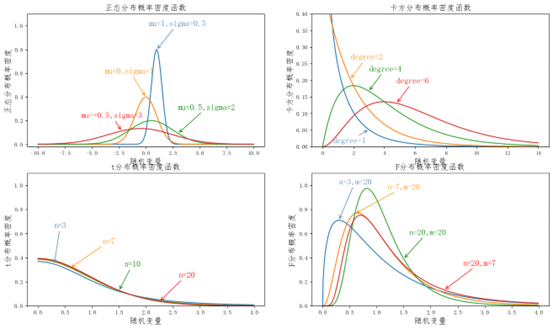 正态分布概率密度函数
正态分布概率密度
1.0
0.8
0.6
0.4
0.2
0.0
mu=1,sigma=0.5
mu=0,sigma=1
mu=0.5,sigma=2
mu=-0.5,sigma=3
-10.0 -7.5 -5.0 -2.5 0.0 2.5 5.0 7.5 10.0
随机变量
卡方分布概率密度函数
卡方分布概率密度
0.40
0.35
0.30
0.25
0.20
0.15
0.10
0.05
0.00
degree=2
degree=4
degree=6
degree=1
0 2 4 6 8 10 12 14
随机变量
t分布概率密度函数
t分布概率密度
1.0
0.8
0.6
0.4
0.2
0.0
n=3
n=7
n=10
n=20
0.0 0.5 1.0 1.5 2.0 2.5 3.0 3.5 4.0
随机变量
F分布概率密度函数
F分布概率密度
1.0
0.8
0.6
0.4
0.2
0.0
n=3,m=20
n=7,m=20
n=20,m=20
n=20,m=7
0.0 0.5 1.0 1.5 2.0 2.5 3.0 3.5 4.0
随机变量